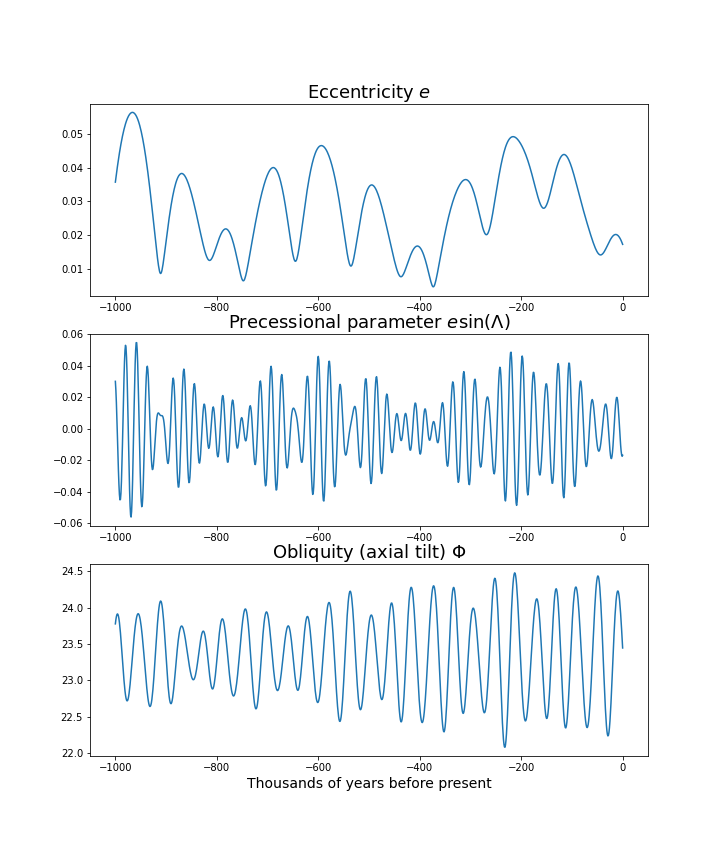 Eccentricity e
0.05
0.04
0.03
0.02
0.01
−1000 −800 −600 −400 −200 0
Precessional parameter esin(Λ)
0.06
0.04
0.02
0.00
−0.02
−0.04
−0.06
−1000 −800 −600 −400 −200 0
Obliquity (axial tilt) Φ
24.5
24.0
23.5
23.0
22.5
22.0
−1000 −800 −600 −400 −200 0
Thousands of years before present